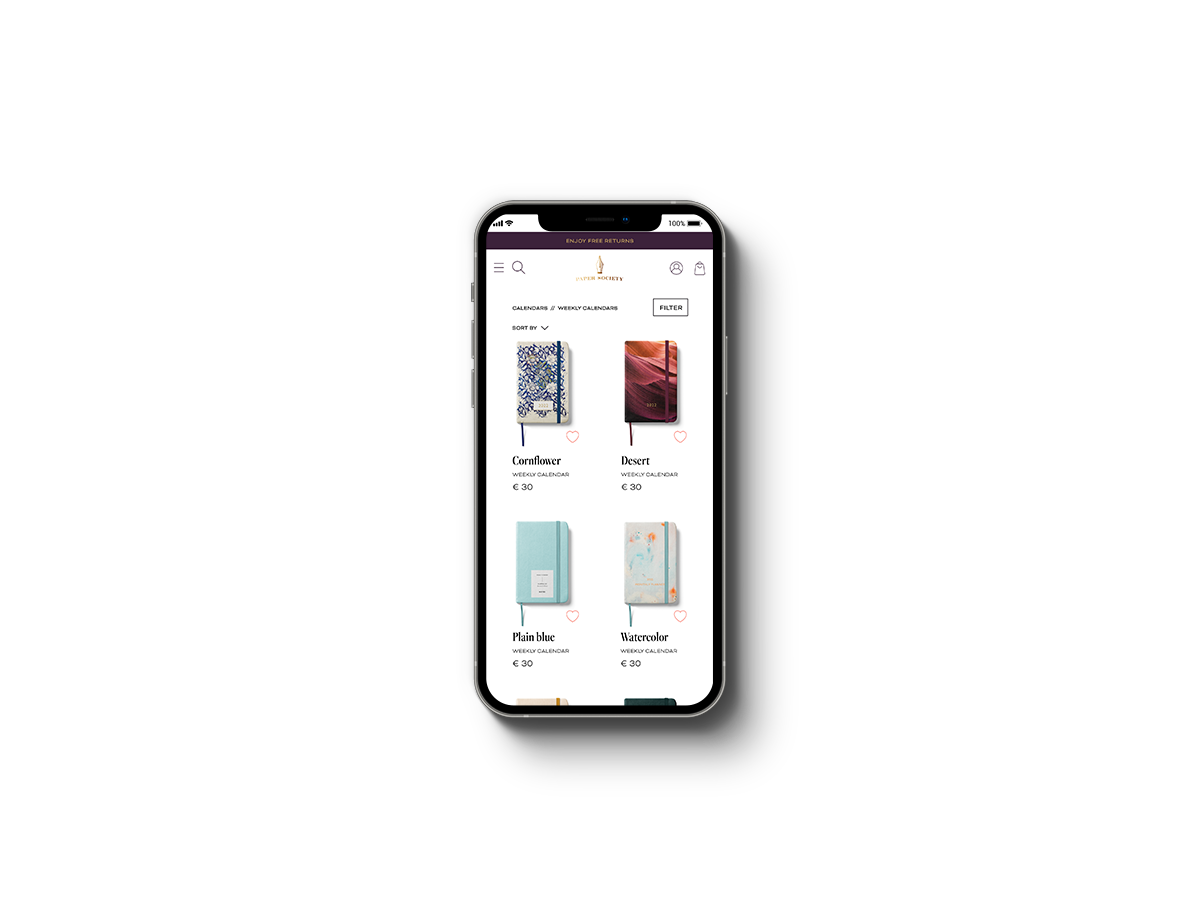 100%
ENJOY FREE RETURNS
PAPER SOCIETY
CALENDARS // WEEKLY CALENDARS
FILTER
SORT BY
2022
2022
Cornflower
Desert
WEEKLY CALENDAR
WEEKLY CALENDAR
€ 30
€ 30
Plain blue
Watercolor
WEEKLY CALENDAR
WEEKLY CALENDAR
€ 30
€ 30